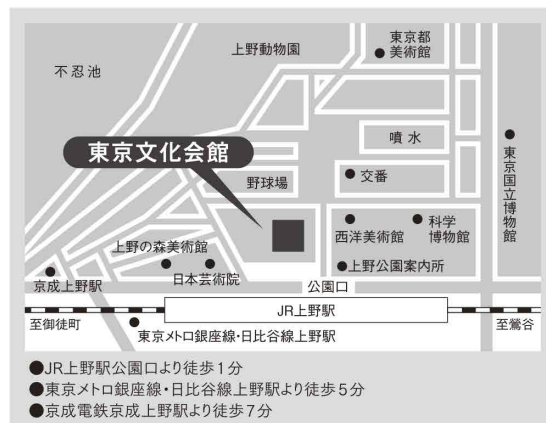 不忍池
上野動物園
東京都
美術館
噴水
東京文化会館
交番
東京国立博物館
野球場
西洋美術館
科学
博物館
上野の森美術館
日本芸術院
上野公園案内所
京成上野駅
公園口
JR上野駅
至御徒町
至鶯谷
東京メトロ銀座線・日比谷線上野駅
●JR上野駅公園口より徒歩1分
●東京メトロ銀座線・日比谷線上野駅より徒歩5分
●京成電鉄京成上野駅より徒歩7分